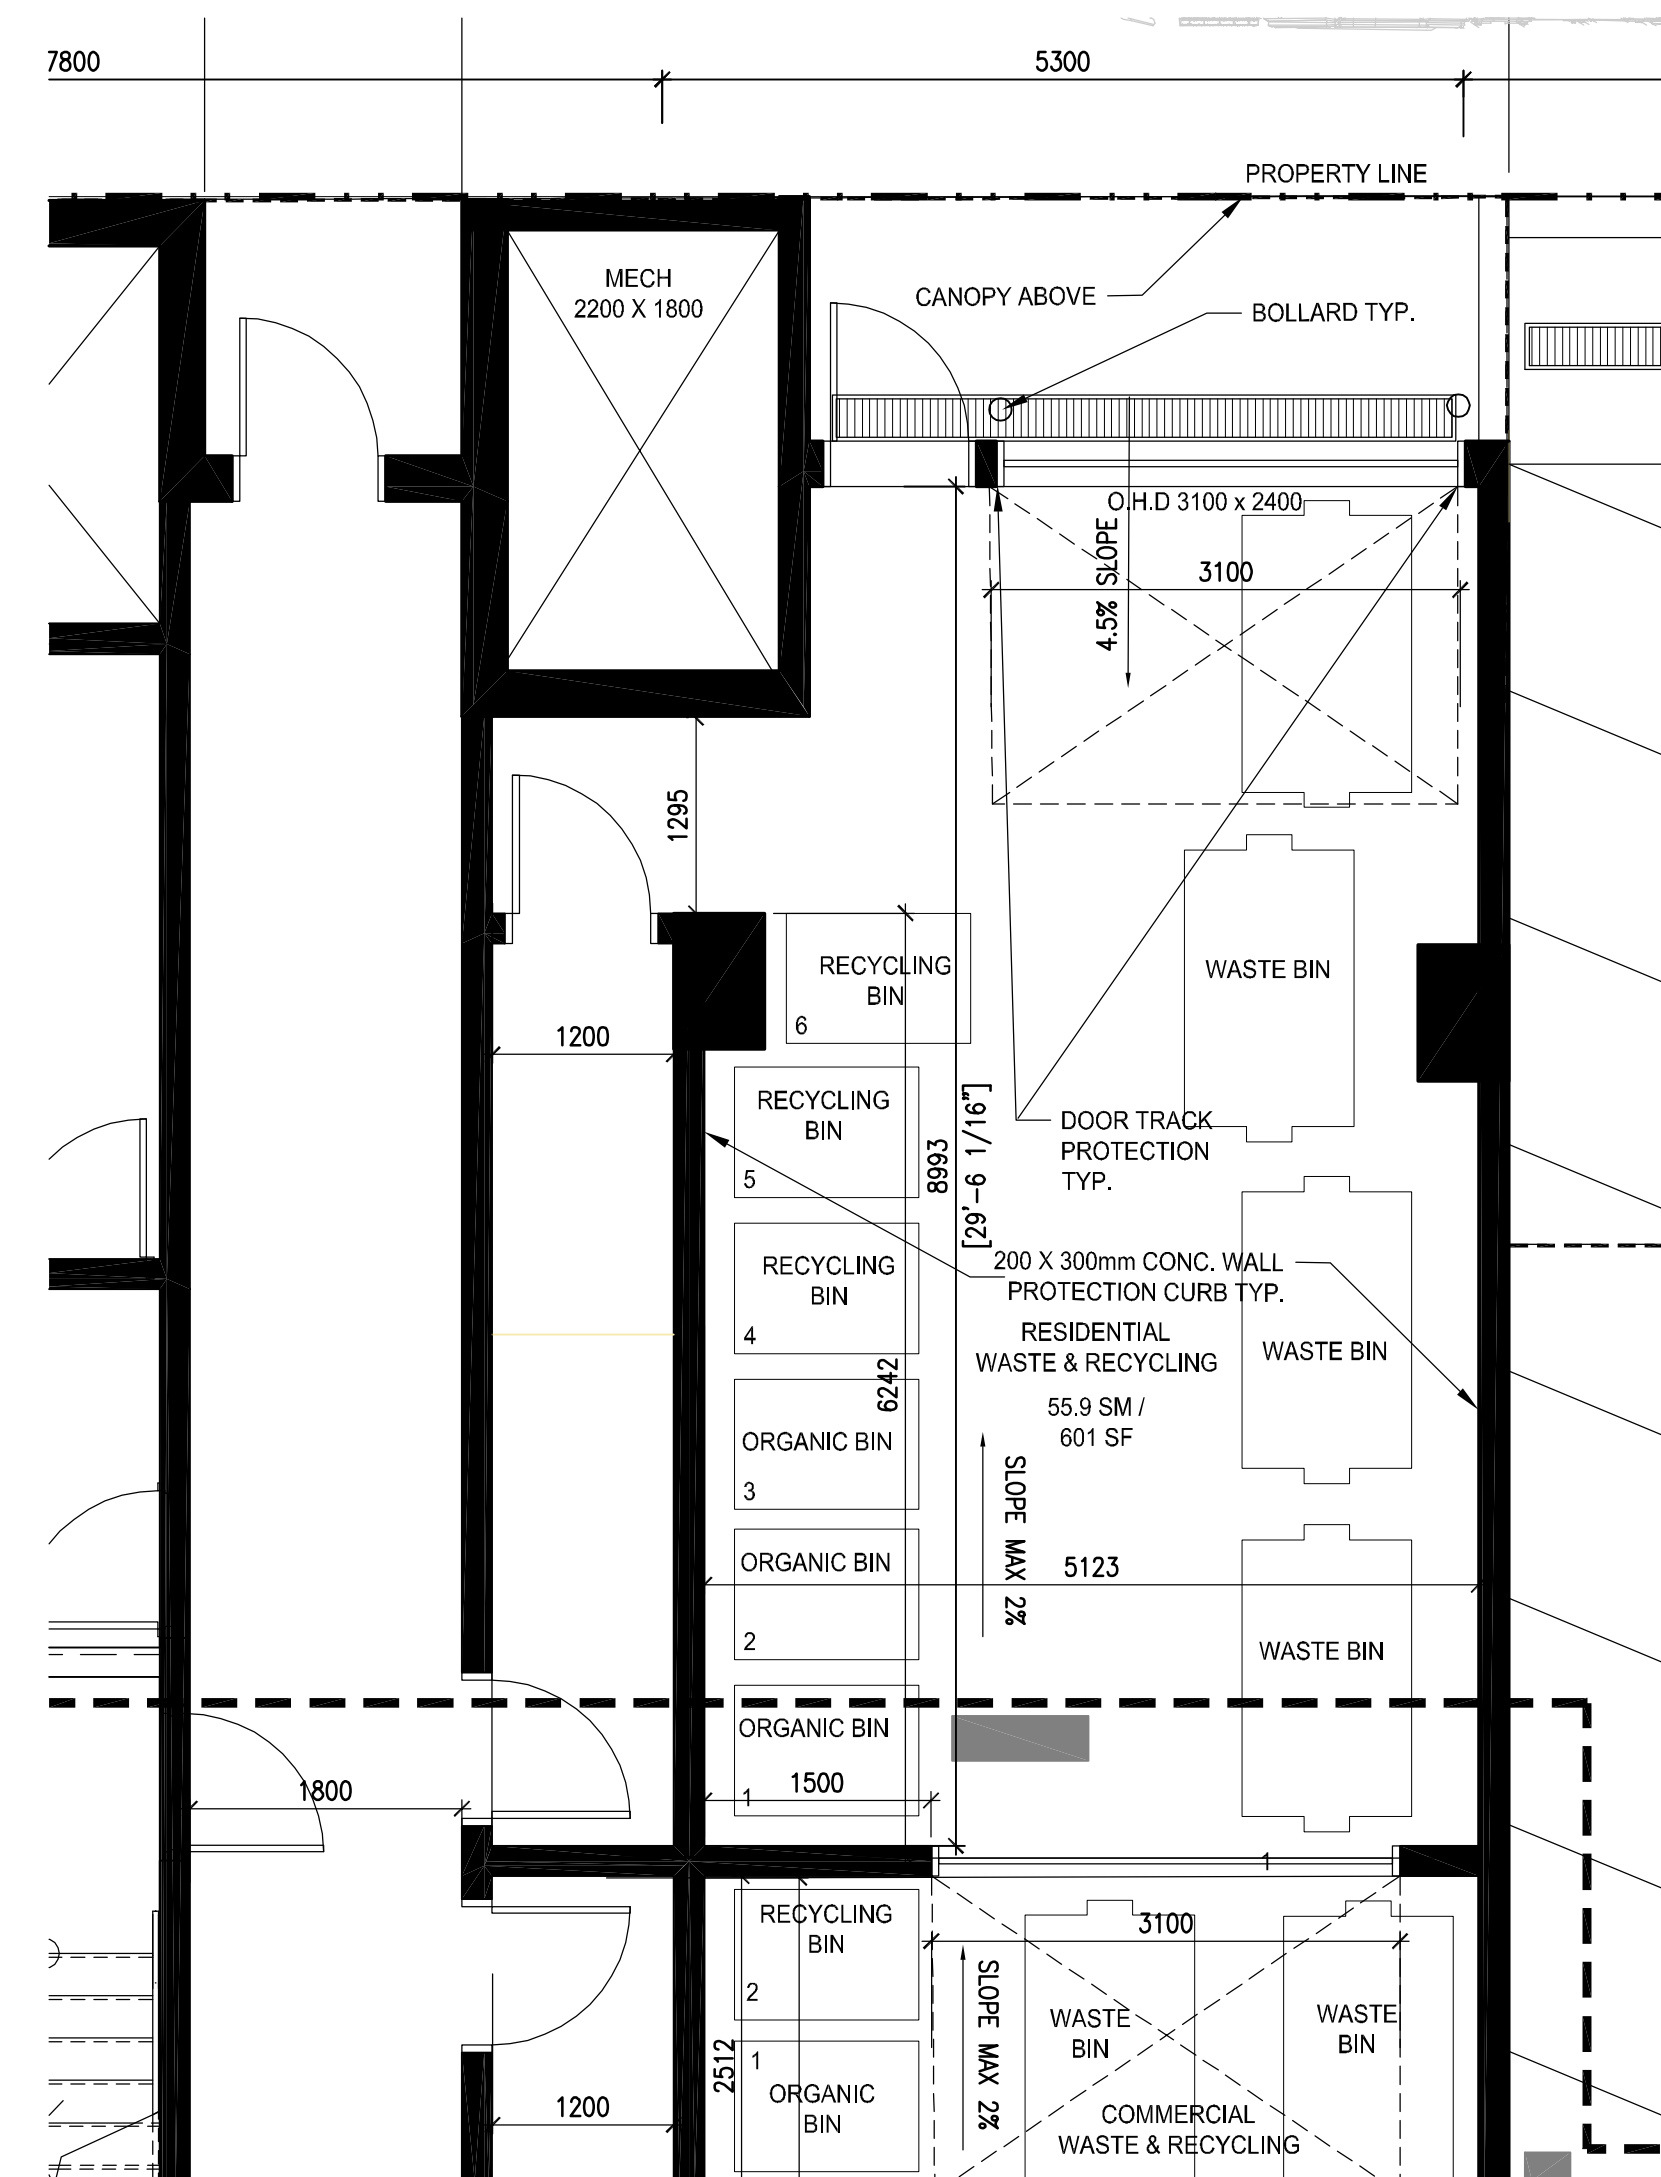 7800
5300
PROPERTY LINE
MECH
2200 X 1800
CANOPY ABOVE
BOLLARD TYP.
O.H.D 3100 x 2400
4.5% SLOPE
3100
1295
RECYCLING
BIN
6
WASTE BIN
1200
RECYCLING
BIN
5
8993
[29'-6 1/16"]
DOOR TRACK
PROTECTION
TYP.
RECYCLING
BIN
4
200 X 300mm CONC. WALL
PROTECTION CURB TYP.
RESIDENTIAL
WASTE & RECYCLING
55.9 SM /
601 SF
WASTE BIN
6242
ORGANIC BIN
3
SLOPE MAX 2%
ORGANIC BIN
2
5123
WASTE BIN
ORGANIC BIN
1
1500
1800
1
RECYCLING
BIN
2
3100
SLOPE MAX 2%
WASTE
BIN
WASTE
BIN
2512
1
ORGANIC
BIN
1200
COMMERCIAL
WASTE & RECYCLING